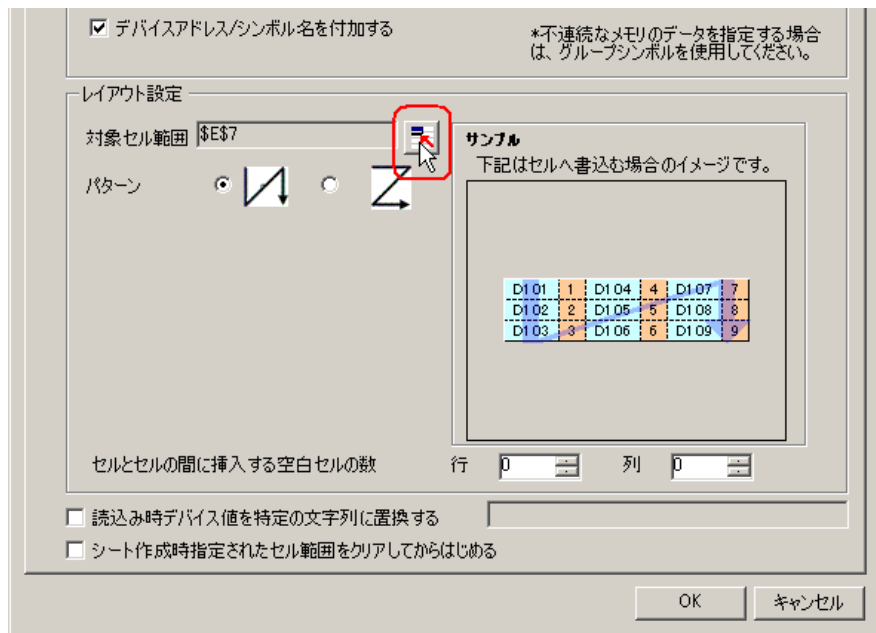 デバイスアドレス/シンボル名を付加する
*不連続なメモリのデータを指定する場合
は、グループシンボルを使用してください。
レイアウト設定
対象セル範囲 $E$7
パターン
サンプル
下記はセルへ書込む場合のイメージです。
D101 1 D104 4 D107 7
D102 2 D105 5 D108 8
D103 3 D106 6 D109 9
セルとセルの間に挿入する空白セルの数 行 0 列 0
読込み時デバイス値を特定の文字列に置換する
シート作成時指定されたセル範囲をクリアしてからはじめる
OK キャンセル